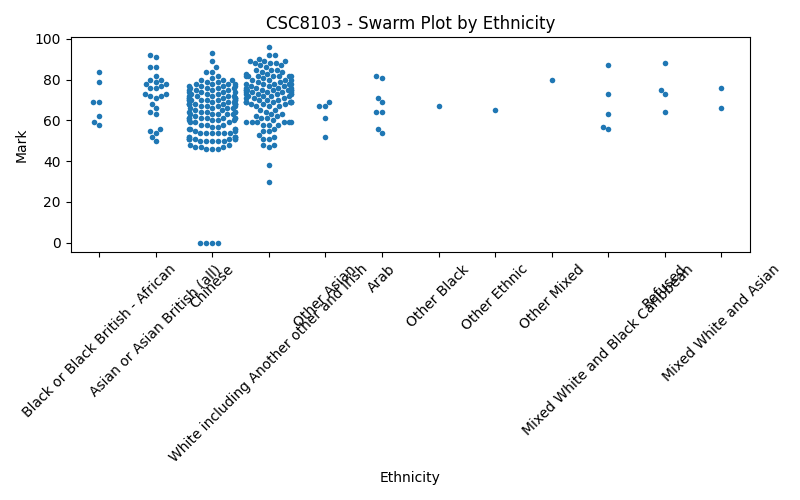 CSC8103 - Swarm Plot by Ethnicity
Mark
100
80
60
40
20
0
Black or Black British - African
Asian or Asian British (all)
Chinese
White including Another other and Irish
Other Asian
Arab
Other Black
Other Ethnic
Other Mixed
Mixed White and Black Caribbean
Refused
Mixed White and Asian
Ethnicity